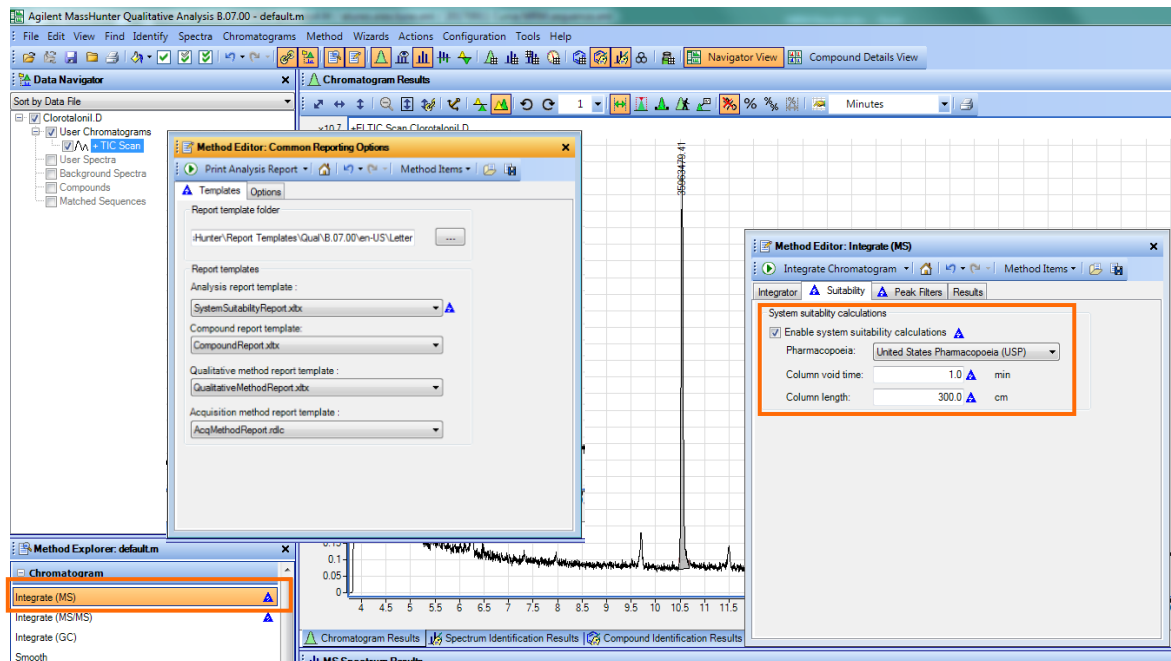 Agilent MassHunter Qualitative Analysis B.07.00 - default.m
File Edit View Find Identify Spectra Chromatograms Method Wizards Actions Configuration Tools Help
Navigator View Compound Details View
Data Navigator
Sort by Data File
Clorotalonil.D
User Chromatograms
+ TIC Scan
User Spectra
Background Spectra
Compounds
Matched Sequences
Chromatogram Results
1 % Minutes
x10 7 +EI TIC Scan Clorotalonil.D
35963479.41
Method Editor: Common Reporting Options
Print Analysis Report Method Items
Templates Options
Report template folder
:Hunter\Report Templates\Qual\B.07.00\en-US\Letter ...
Report templates
Analysis report template :
SystemSuitabilityReport.xltx
Compound report template:
CompoundReport.xltx
Qualitative method report template :
QualitativeMethodReport.xltx
Acquisition method report template :
AcqMethodReport.rdlc
Method Editor: Integrate (MS)
Integrate Chromatogram Method Items
Integrator Suitability Peak Filters Results
System suitablity calculations
Enable system suitability calculations
Pharmacopoeia: United States Pharmacopoeia (USP)
Column void time: 1.0 min
Column length: 300.0 cm
0.1
0.05
0
4 4.5 5 5.5 6 6.5 7 7.5 8 8.5 9 9.5 10 10.5 11 11.5
Chromatogram Results Spectrum Identification Results Compound Identification Results
Method Explorer: default.m
Chromatogram
Integrate (MS)
Integrate (MS/MS)
Integrate (GC)
Smooth
MS Spectrum Results